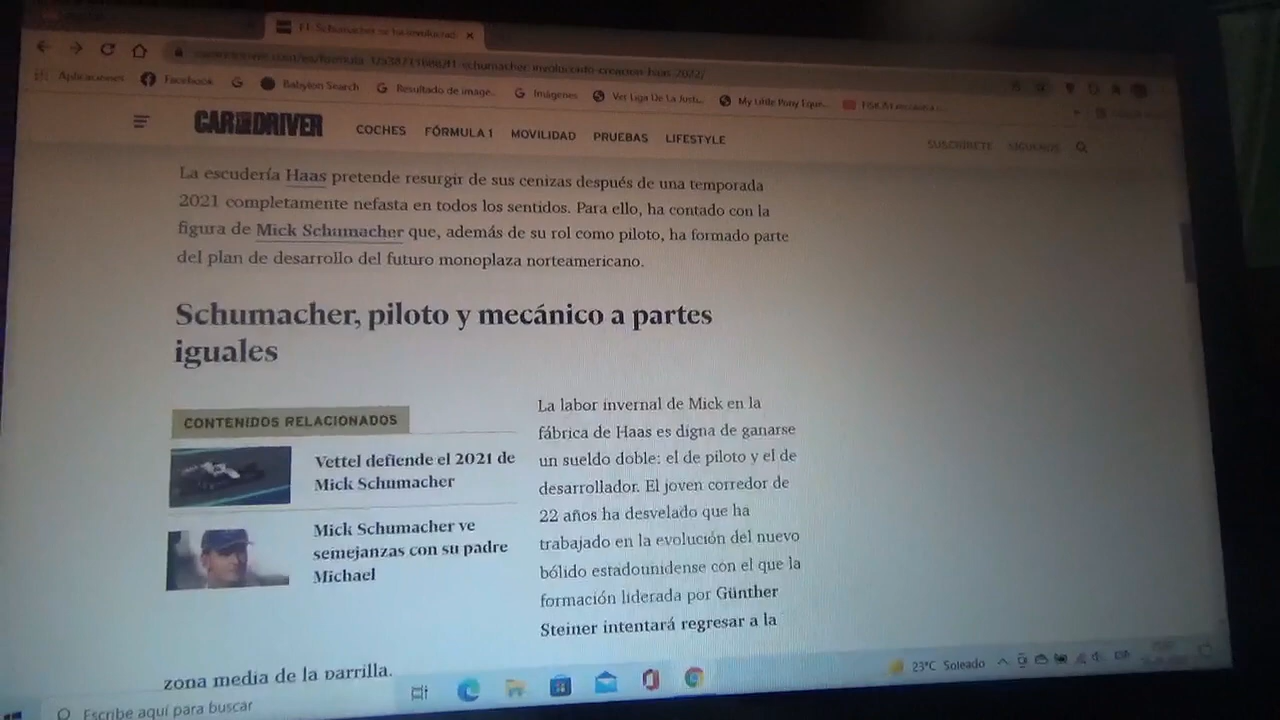 F1: Schumacher se ha involucrado
Aplicaciones Facebook G Babylon Search Resultado de image... Imágenes Ver Liga De La Justi... My Little Pony Eque...
CAR AND DRIVER COCHES FÓRMULA 1 MOVILIDAD PRUEBAS LIFESTYLE SUSCRÍBETE SÍGUENOS
La escudería Haas pretende resurgir de sus cenizas después de una temporada
2021 completamente nefasta en todos los sentidos. Para ello, ha contado con la
figura de Mick Schumacher que, además de su rol como piloto, ha formado parte
del plan de desarrollo del futuro monoplaza norteamericano.
Schumacher, piloto y mecánico a partes
iguales
CONTENIDOS RELACIONADOS
Vettel defiende el 2021 de
Mick Schumacher
Mick Schumacher ve
semejanzas con su padre
Michael
La labor invernal de Mick en la
fábrica de Haas es digna de ganarse
un sueldo doble: el de piloto y el de
desarrollador. El joven corredor de
22 años ha desvelado que ha
trabajado en la evolución del nuevo
bólido estadounidense con el que la
formación liderada por Günther
Steiner intentará regresar a la
zona media de la parrilla.
Escribe aquí para buscar
23°C Soleado ESP